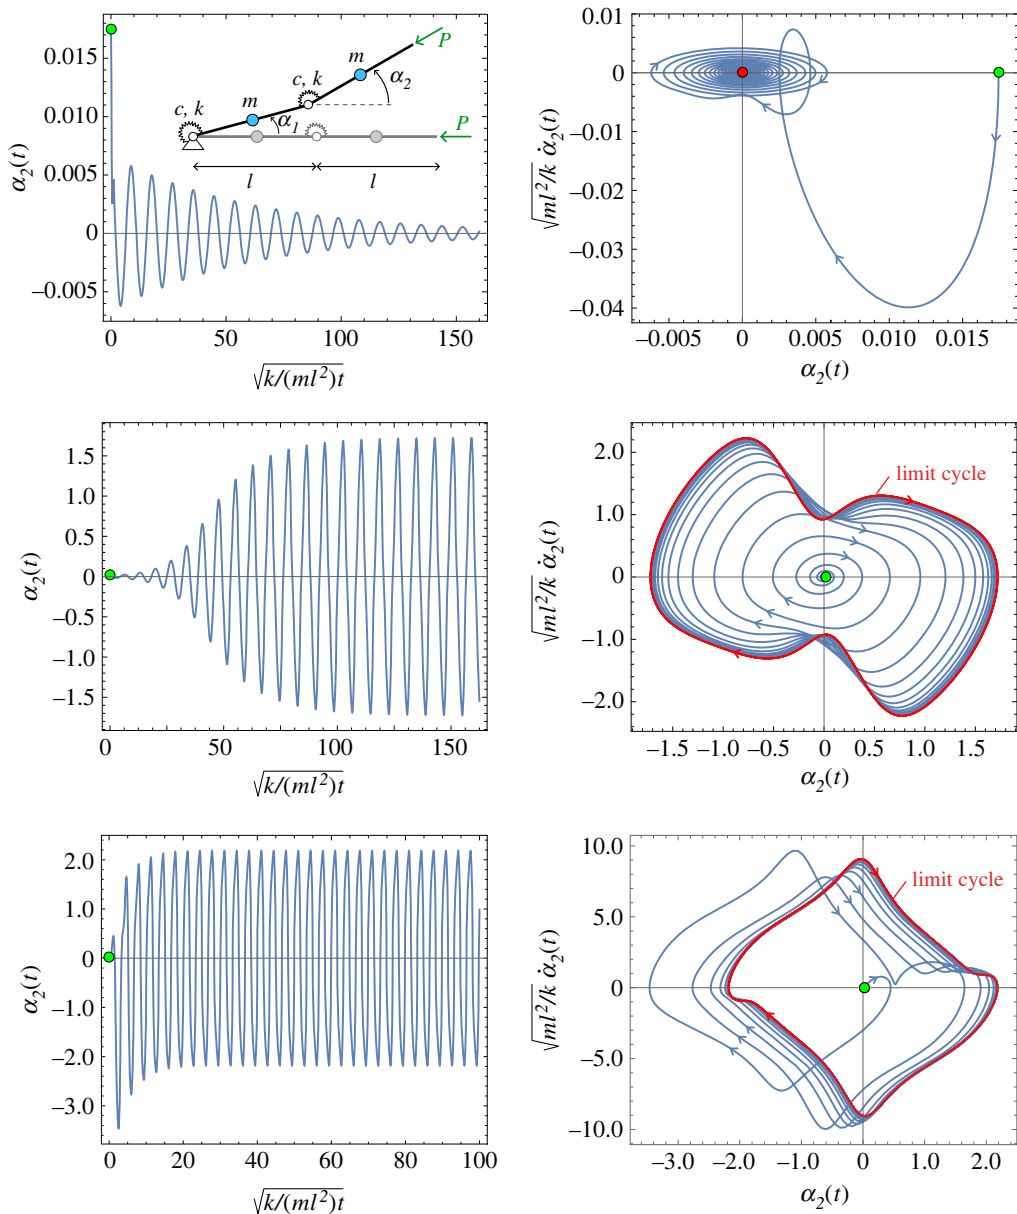 0.015
0.010
0.005
0
−0.005
α₂(t)
0 50 100 150
√k/(ml²)t
c, k
m
c, k
m
α₁
α₂
P
P
l
l
0.01
0
−0.01
−0.02
−0.03
−0.04
√ml²/k α̇₂(t)
−0.005 0 0.005 0.010 0.015
α₂(t)
1.5
1.0
0.5
0
−0.5
−1.0
−1.5
α₂(t)
0 50 100 150
√k/(ml²)t
2.0
1.0
0
−1.0
−2.0
√ml²/k α̇₂(t)
limit cycle
−1.5 −1.0 −0.5 0 0.5 1.0 1.5
α₂(t)
2.0
1.0
0
−1.0
−2.0
−3.0
α₂(t)
0 20 40 60 80 100
√k/(ml²)t
10.0
5.0
0
−5.0
−10.0
√ml²/k α̇₂(t)
limit cycle
−3.0 −2.0 −1.0 0 1.0 2.0
α₂(t)